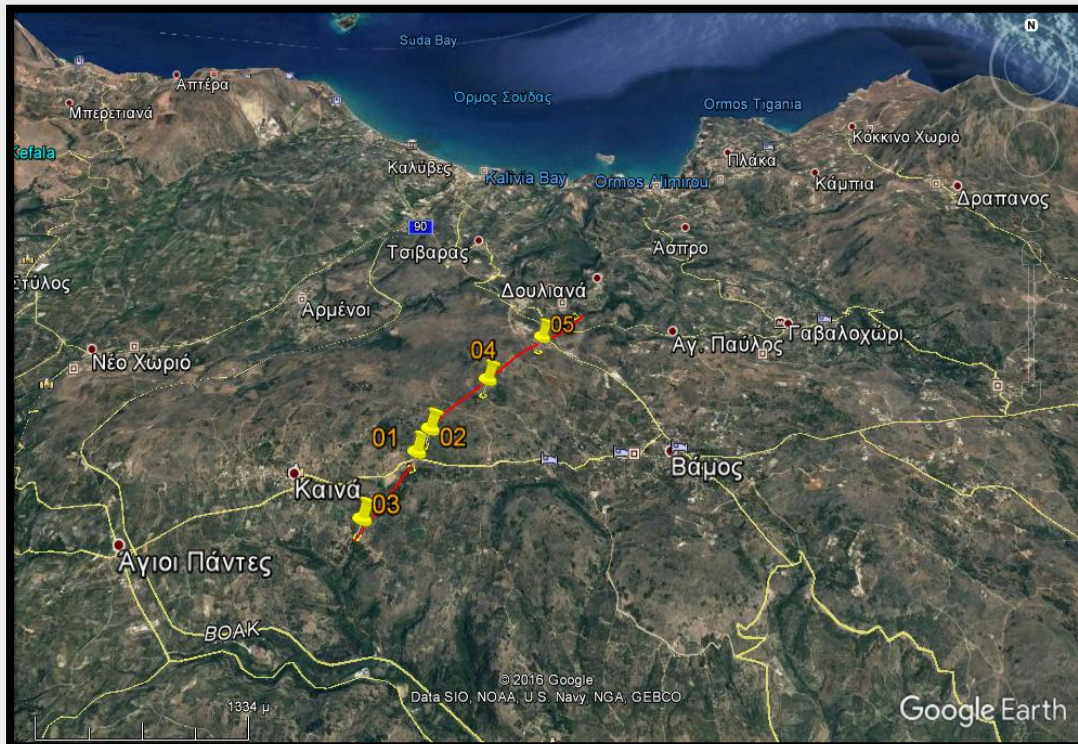 N
Suda Bay
Απτέρα
Μπερετιανά
Όρμος Σούδας
Ormos Tigania
Κόκκινο Χωριό
Kefala
Καλύβες
Πλάκα
Kalivia Bay
Ormos Alimirou
Κάμπια
Δραπανος
90
Τσιβαρας
Άσπρο
Στύλος
Δουλιανά
Αρμένοι
05
Γαβαλοχώρι
Αγ. Παύλος
Νέο Χωριό
04
01
02
Βάμος
Καινά
03
Άγιοι Πάντες
ΒΟΑΚ
© 2016 Google
Data SIO, NOAA, U.S. Navy, NGA, GEBCO
1334 μ
Google Earth